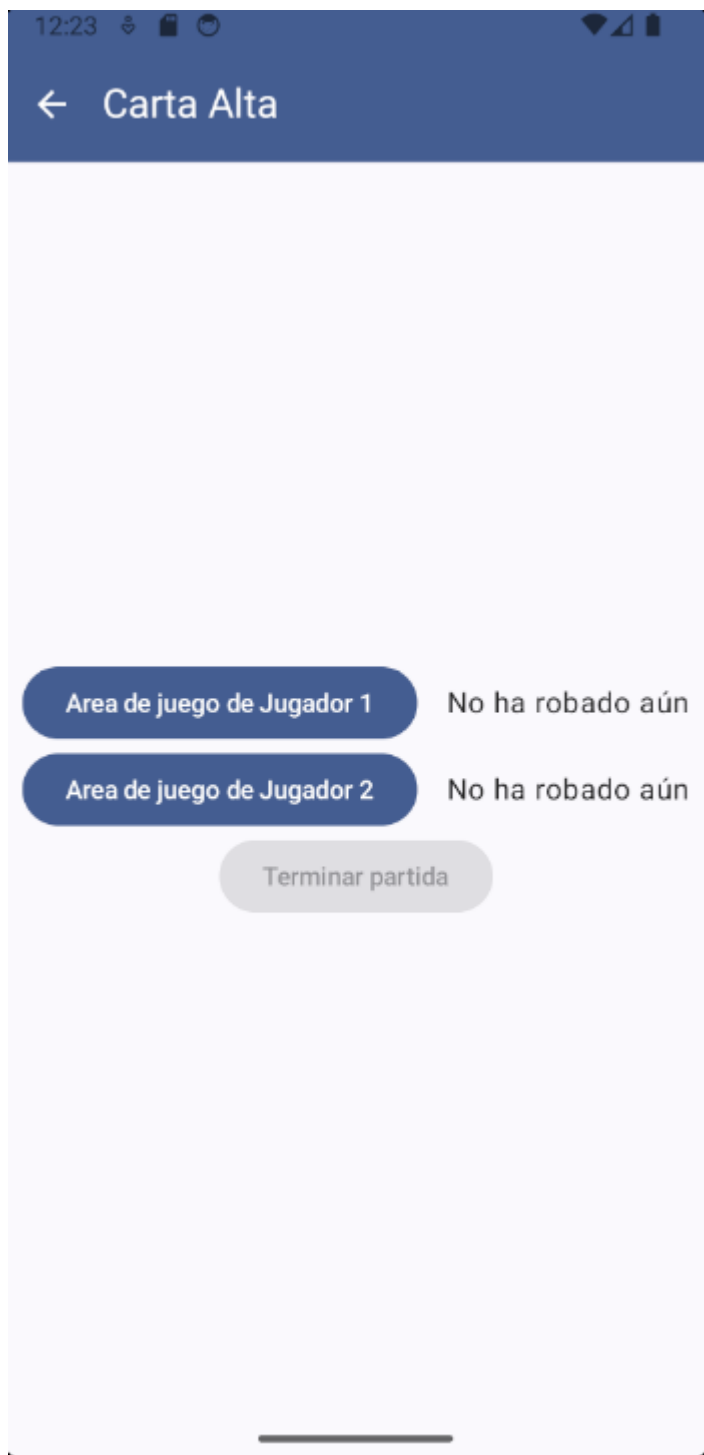 12:23
Carta Alta
Area de juego de Jugador 1 No ha robado aún
Area de juego de Jugador 2 No ha robado aún
Terminar partida